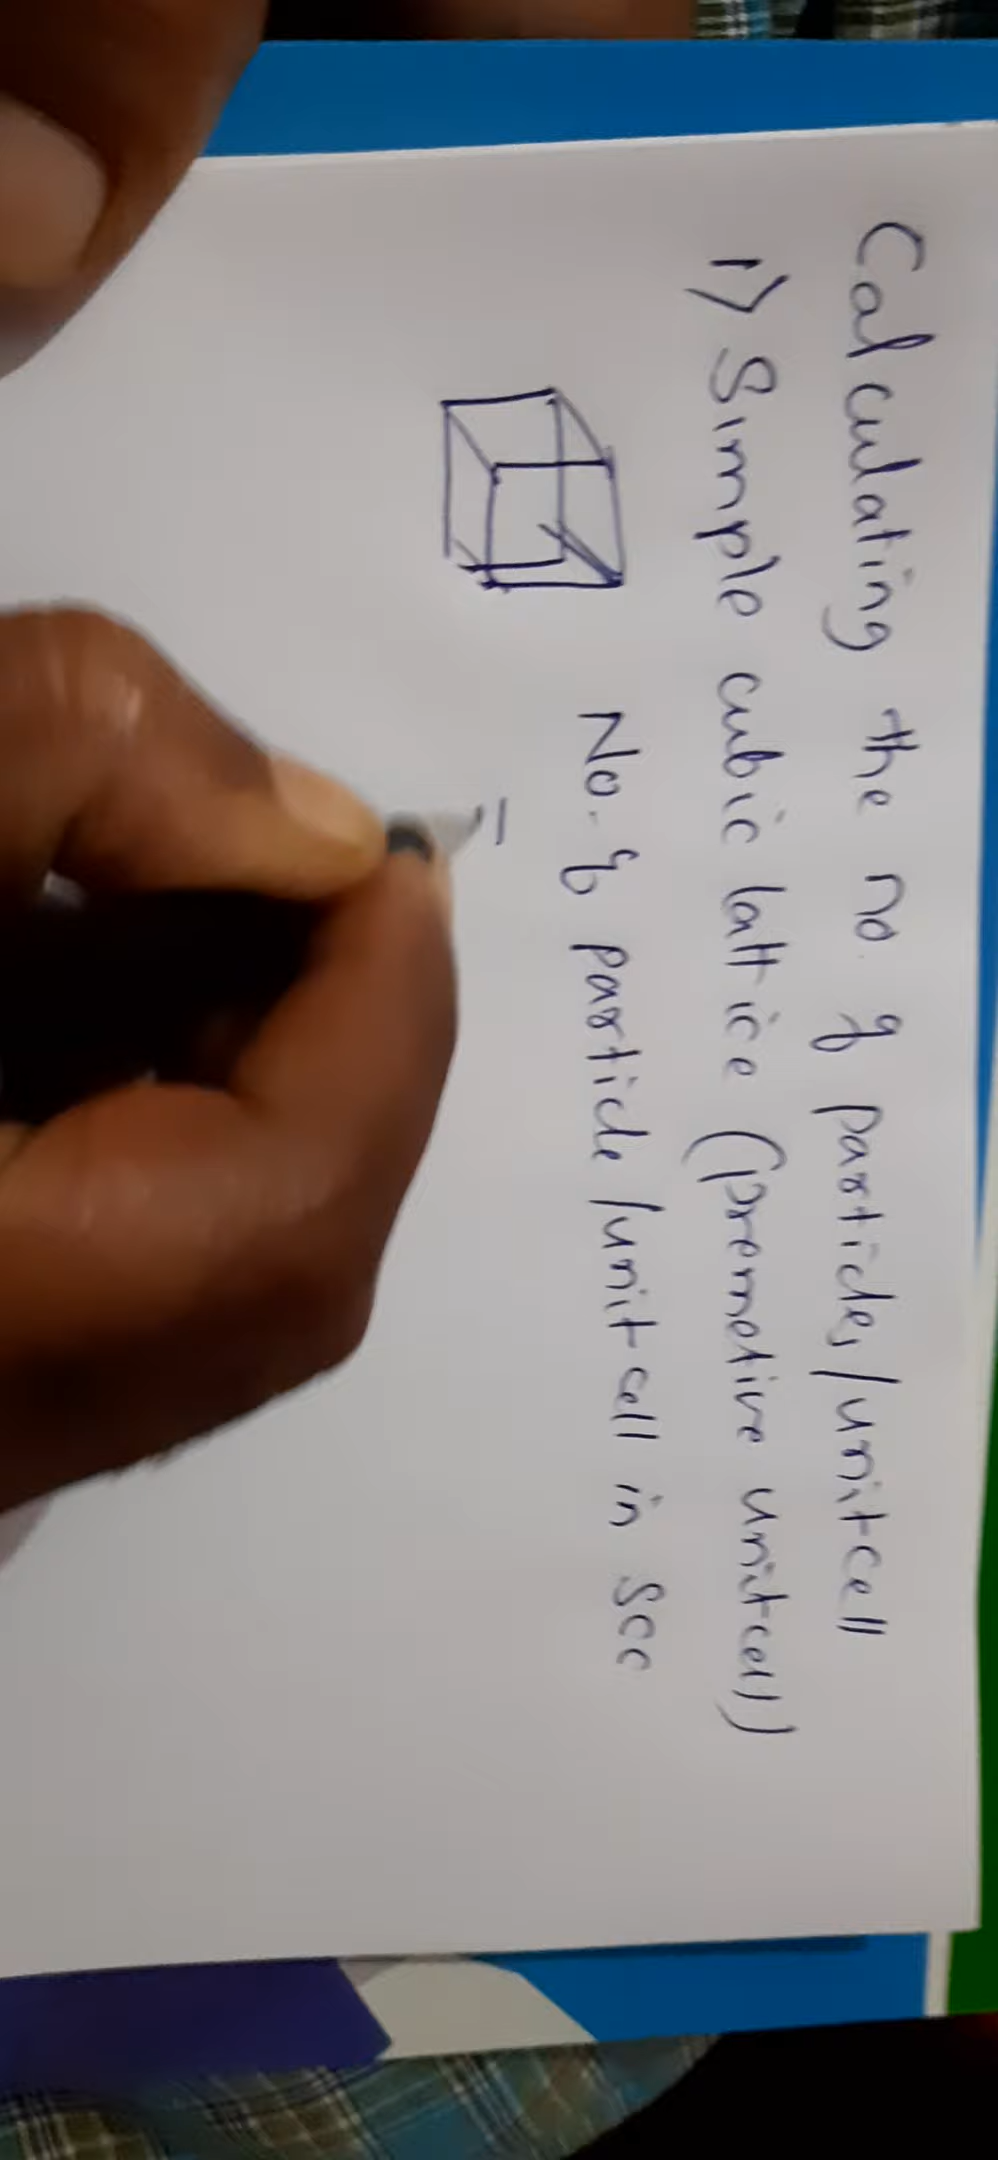 Calculating the no. of particles/unitcell
1) Simple cubic lattice (premetive unitcell)
No. of particle/unit cell in Scc
=